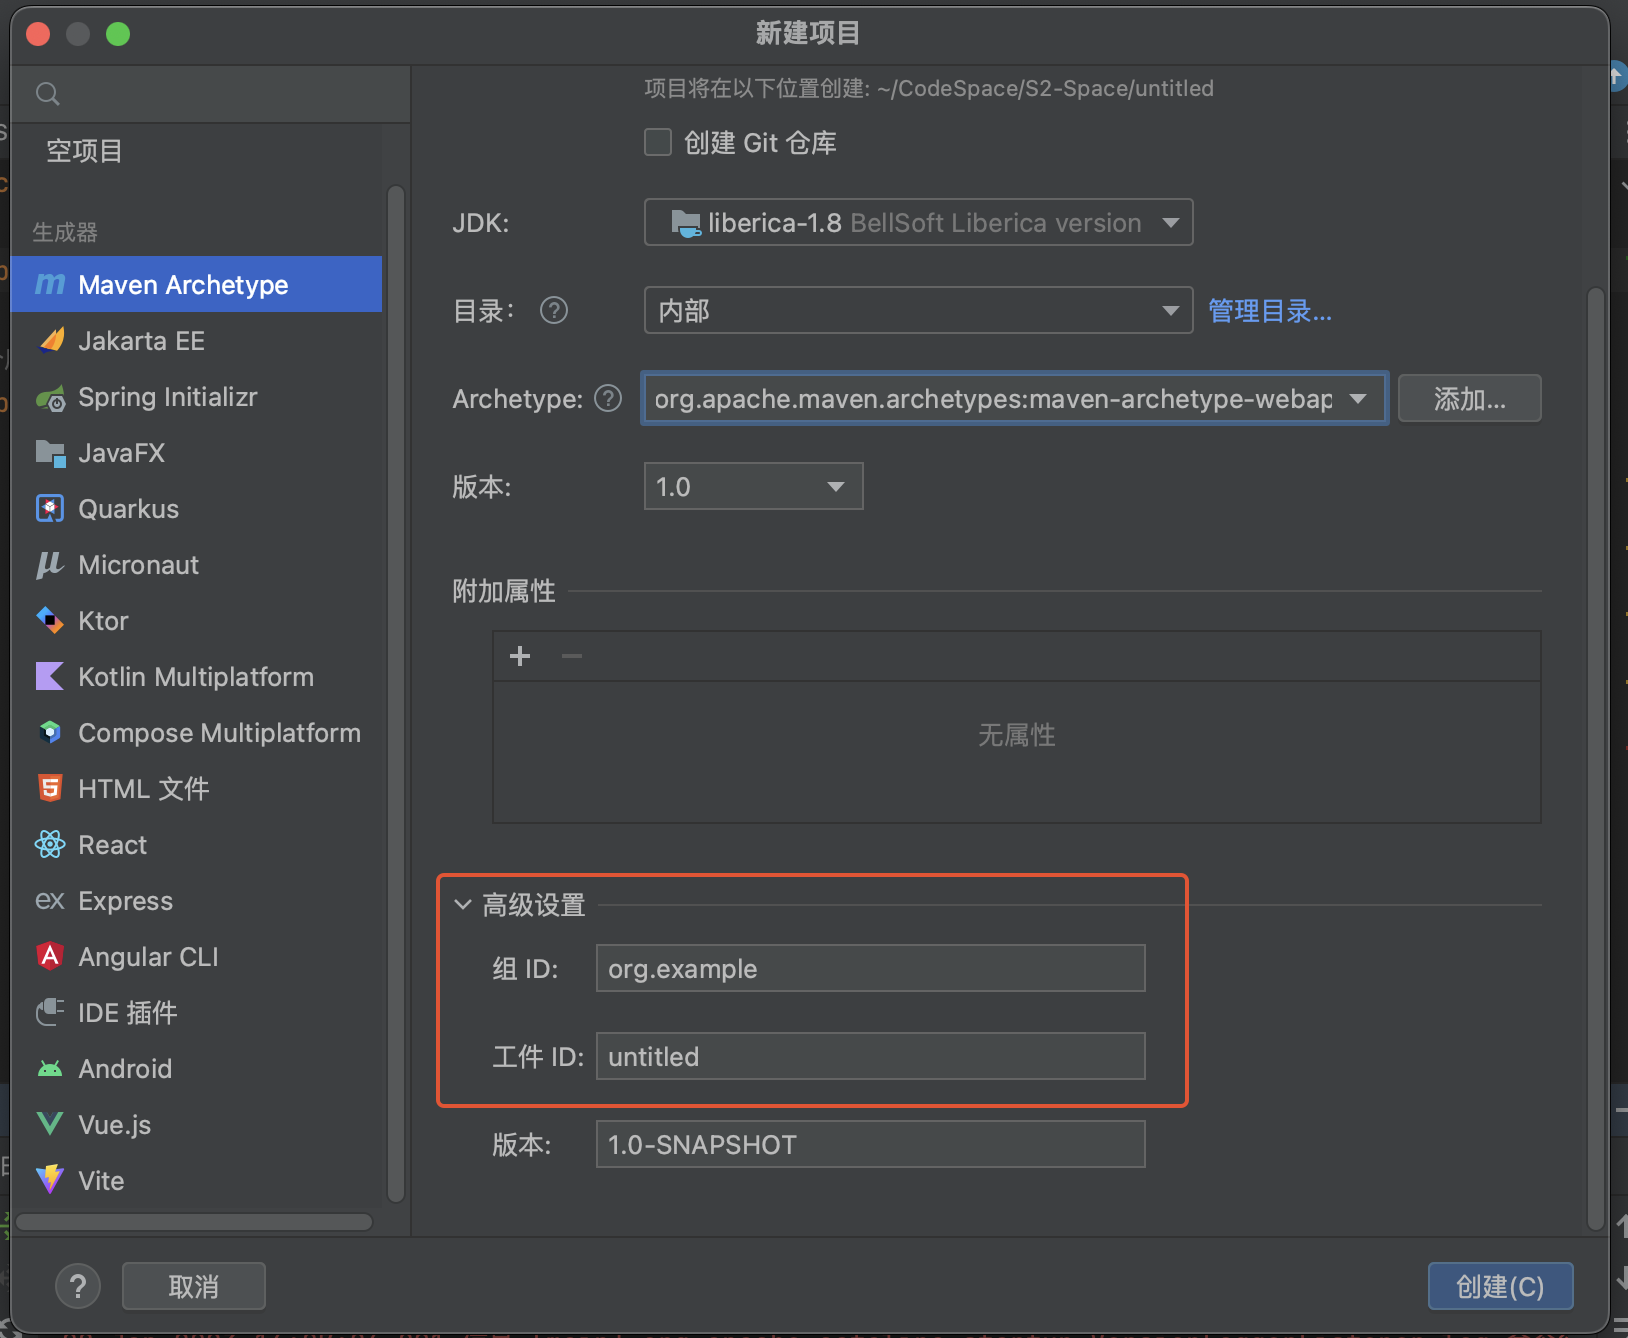 新建项目
空项目
生成器
Maven Archetype
Jakarta EE
Spring Initializr
JavaFX
Quarkus
Micronaut
Ktor
Kotlin Multiplatform
Compose Multiplatform
HTML 文件
React
ex Express
Angular CLI
IDE 插件
Android
Vue.js
Vite
项目将在以下位置创建: ~/CodeSpace/S2-Space/untitled
创建 Git 仓库
JDK: liberica-1.8 BellSoft Liberica version
目录: ? 内部 管理目录...
Archetype: ? org.apache.maven.archetypes:maven-archetype-webap 添加...
版本: 1.0
附加属性
无属性
高级设置
组 ID: org.example
工件 ID: untitled
版本: 1.0-SNAPSHOT
? 取消 创建(C)